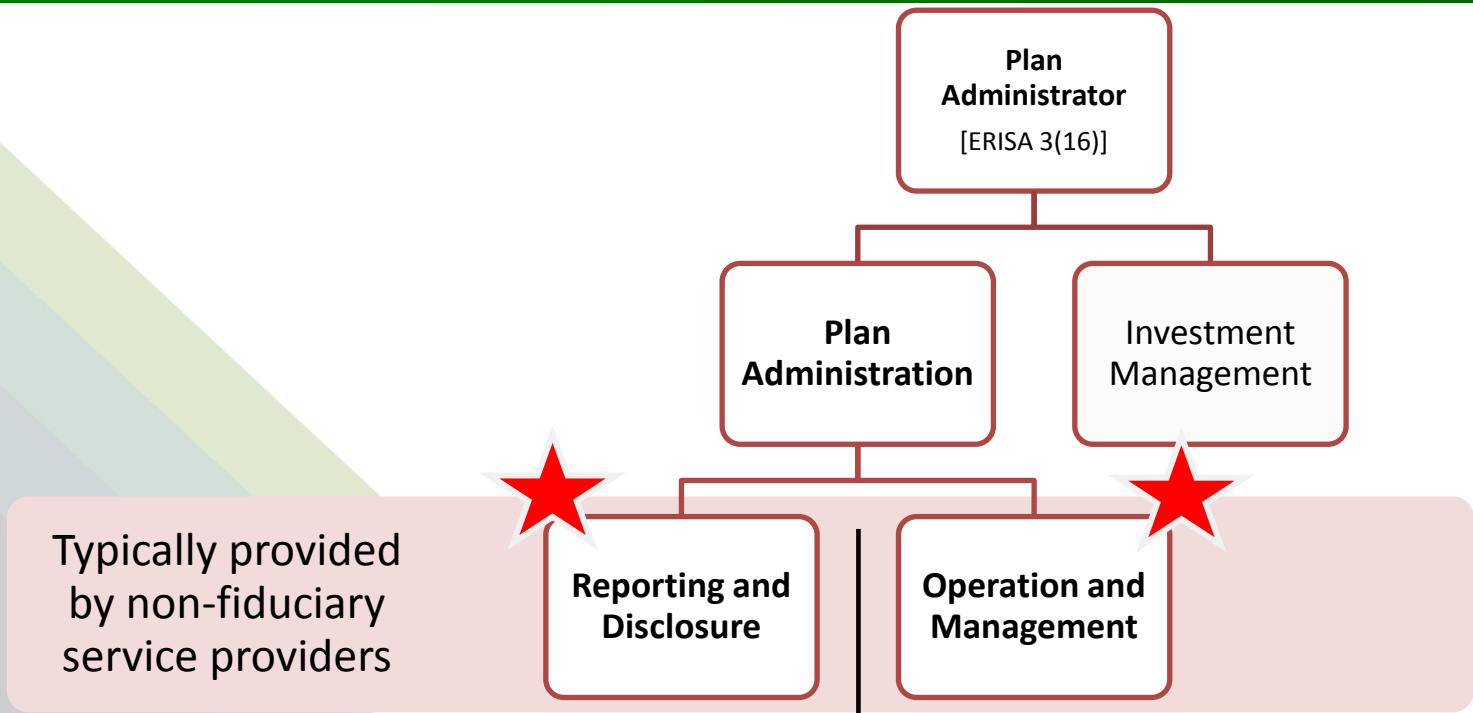 Plan
Administrator
[ERISA 3(16)]
Plan
Administration
Investment
Management
Typically provided
by non-fiduciary
service providers
Reporting and
Disclosure
Operation and
Management